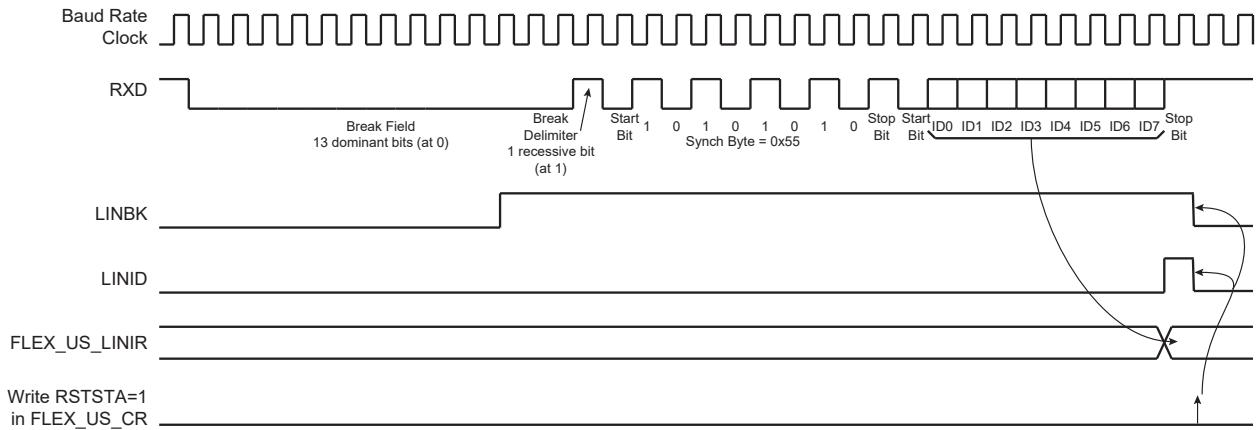 Baud Rate
Clock
RXD
Break Field
13 dominant bits (at 0)
Break
Delimiter
1 recessive bit
(at 1)
Start
Bit
1 0 1 0 1 0 1 0
Synch Byte = 0x55
Stop
Bit
Start
Bit
ID0 ID1 ID2 ID3 ID4 ID5 ID6 ID7
Stop
Bit
LINBK
LINID
FLEX_US_LINIR
Write RSTSTA=1
in FLEX_US_CR